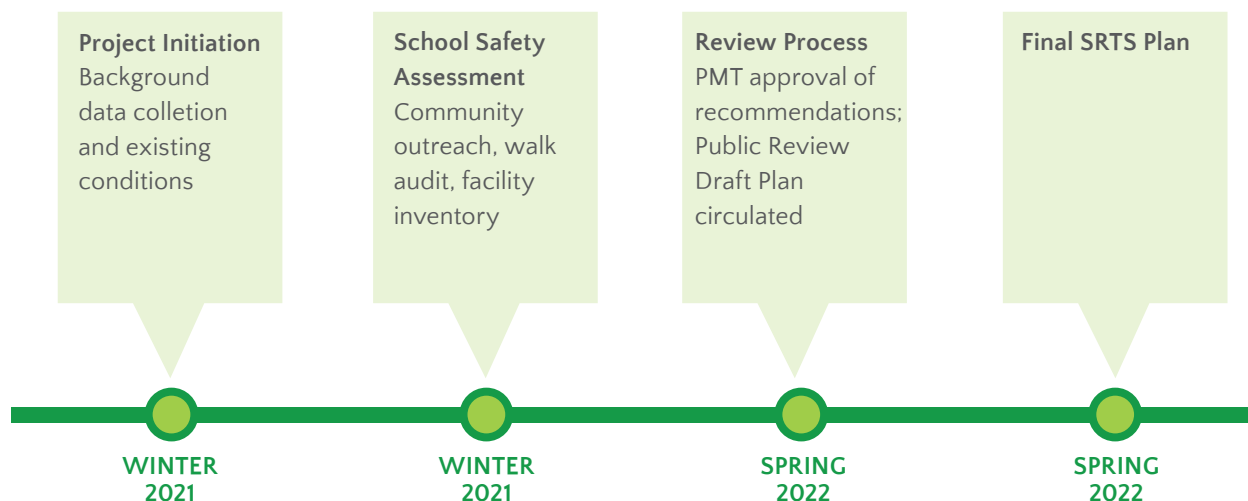 Project Initiation
Background
data colletion
and existing
conditions
School Safety
Assessment
Community
outreach, walk
audit, facility
inventory
Review Process
PMT approval of
recommendations;
Public Review
Draft Plan
circulated
Final SRTS Plan
WINTER
2021
WINTER
2021
SPRING
2022
SPRING
2022